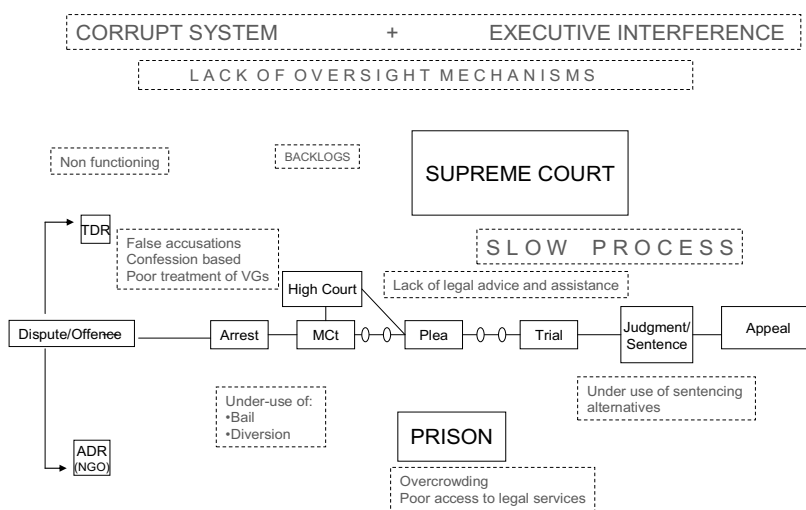 CORRUPT SYSTEM + EXECUTIVE INTERFERENCE
LACK OF OVERSIGHT MECHANISMS
Non functioning
BACKLOGS
SUPREME COURT
TDR
False accusations
Confession based
Poor treatment of VGs
SLOW PROCESS
High Court
Lack of legal advice and assistance
Dispute/Offence
Arrest
MCt
Plea
Trial
Judgment/
Sentence
Appeal
Under-use of:
•Bail
•Diversion
Under use of sentencing
alternatives
PRISON
ADR
(NGO)
Overcrowding
Poor access to legal services